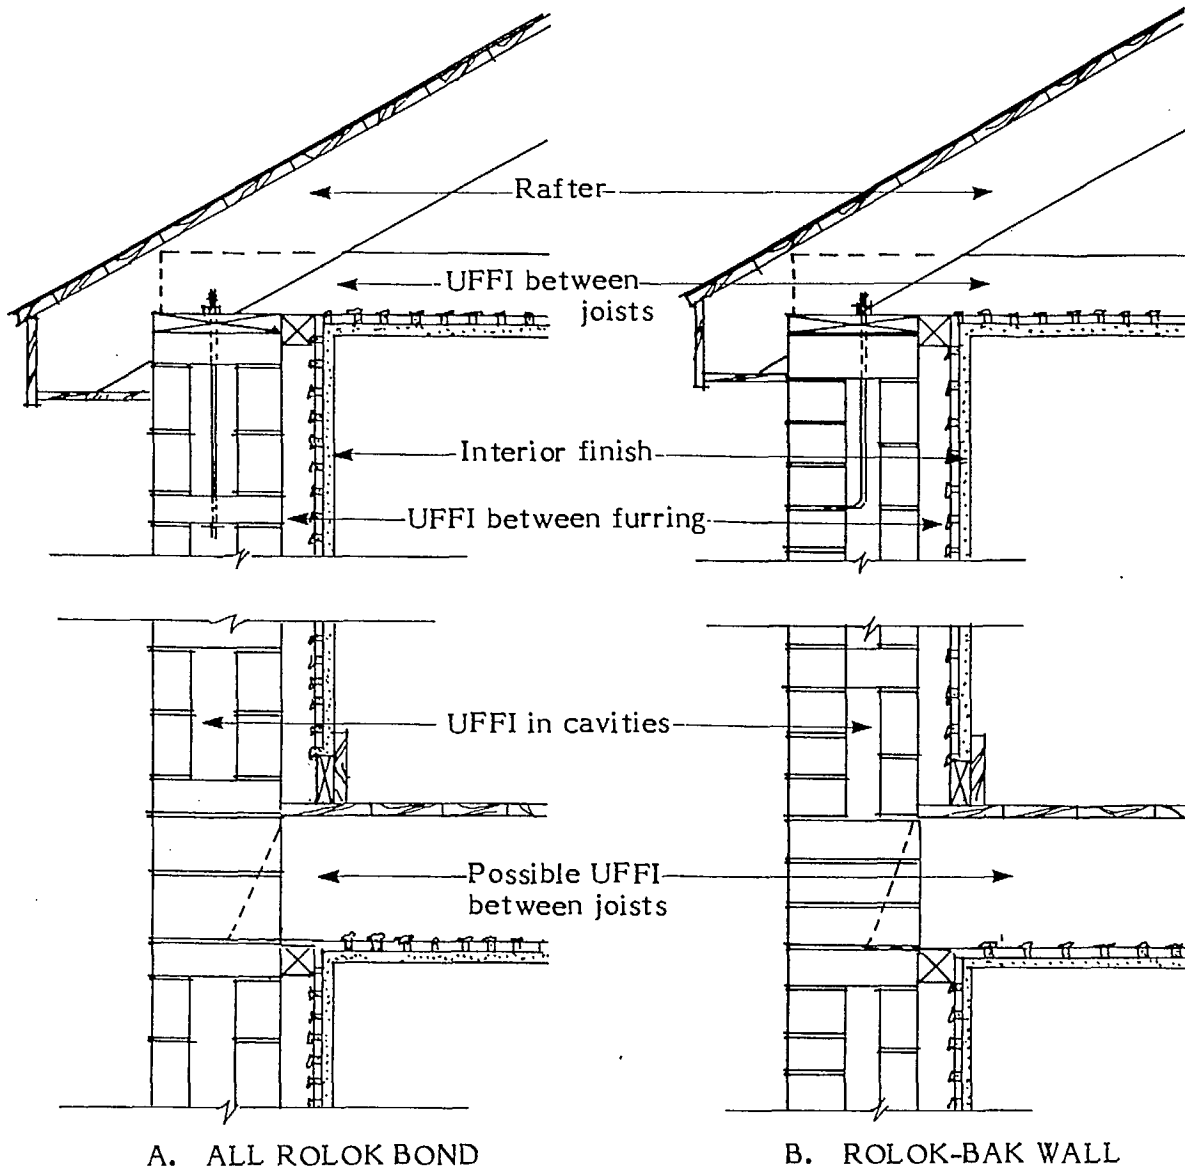 Rafter
UFFI between
joists
Interior finish
UFFI between furring
UFFI in cavities
Possible UFFI
between joists
A. ALL ROLOK BOND
B. ROLOK-BAK WALL